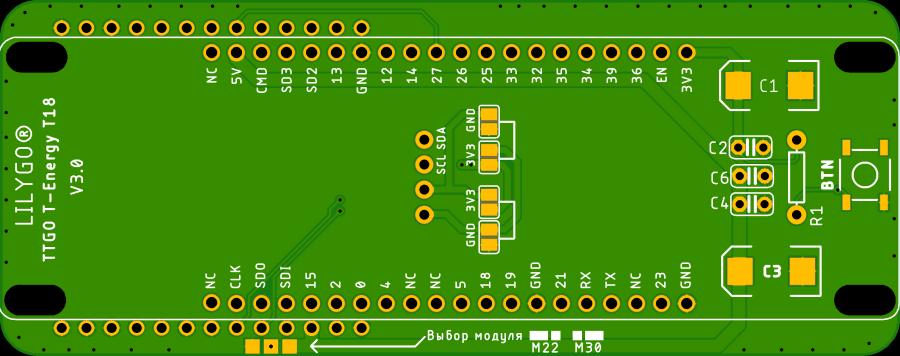 NC 5V CMD SD3 SD2 13 GND 12 14 27 26 25 33 32 35 34 39 36 EN 3V3
C1
LILYGO®
TTGO T-Energy T18
V3.0
SCL SDA
GND
3V3
3V3
GND
C2
C6
C4
R1
BTN
C3
NC CLK SDO SDI 15 2 0 4 NC NC 5 18 19 GND 21 RX TX NC 23 GND
Выбор модуля
M22 M30